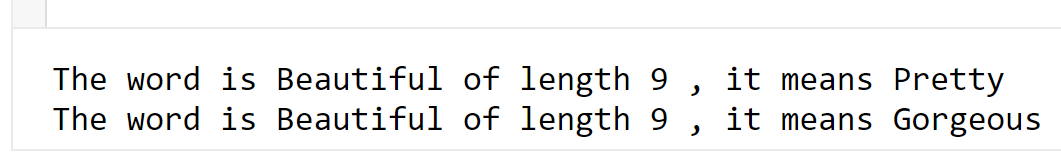 The word is Beautiful of length 9 , it means Pretty
The word is Beautiful of length 9 , it means Gorgeous